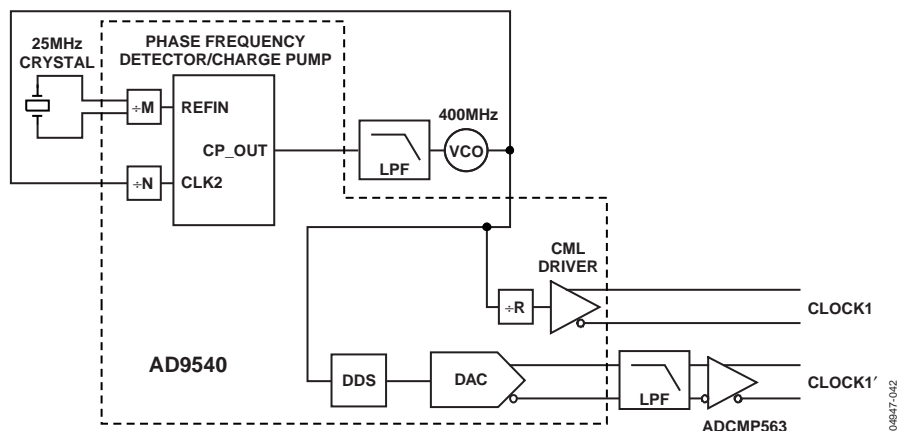 25MHz
CRYSTAL
PHASE FREQUENCY
DETECTOR/CHARGE PUMP
÷M
REFIN
CP_OUT
÷N
CLK2
LPF
400MHz
VCO
CML
DRIVER
÷R
CLOCK1
AD9540
DDS
DAC
LPF
CLOCK1′
ADCMP563
04947-042